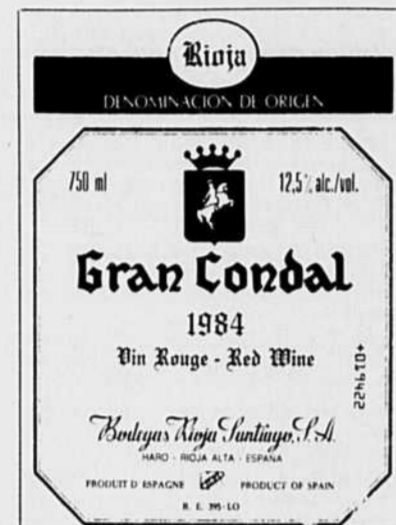 Rioja
DENOMINACION DE ORIGEN
750 ml
12,5% alc./vol.
Gran Condal
1984
Vin Rouge - Red Wine
+019422
Bodegas Rioja Santiago, S.A.
HARO - RIOJA ALTA - ESPAÑA
PRODUIT D ESPAGNE PRODUCT OF SPAIN
R. E. 395-LO